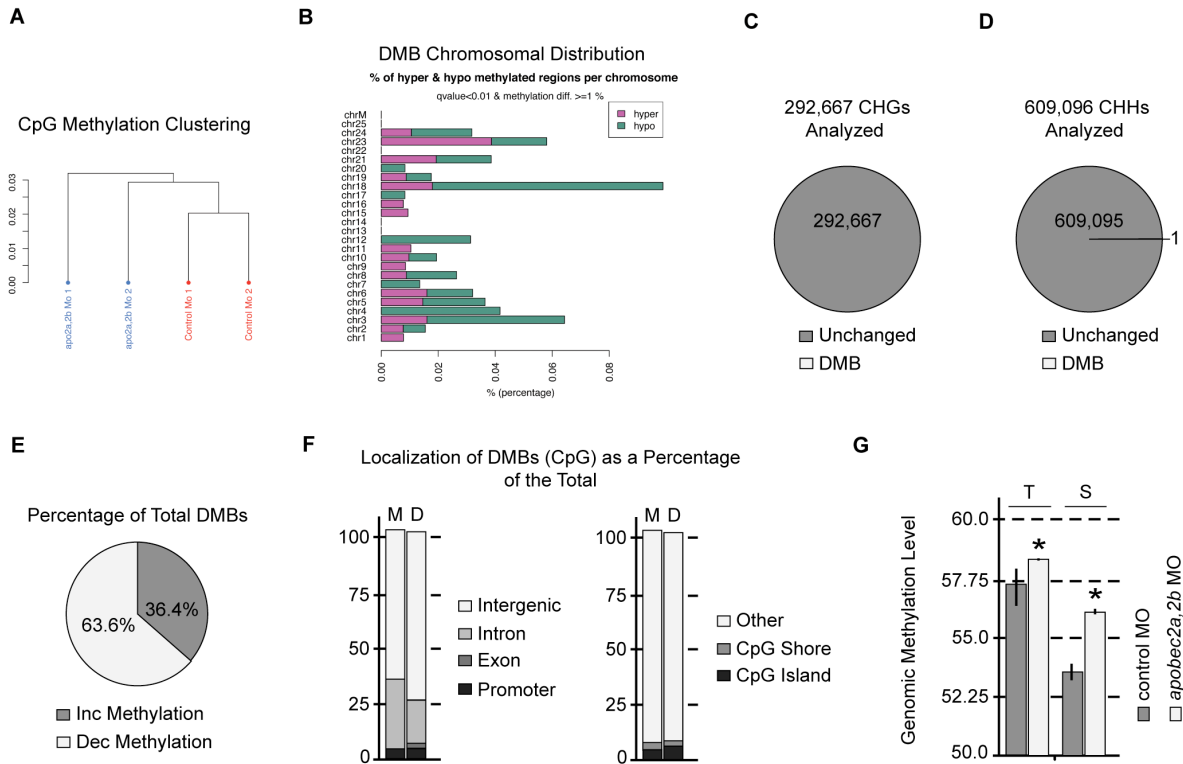 A
CpG Methylation Clustering
0.03
0.02
0.01
0.00
apo2a,2b Mo 1
apo2a,2b Mo 2
Control Mo 1
Control Mo 2
B
DMB Chromosomal Distribution
% of hyper & hypo methylated regions per chromosome
qvalue<0.01 & methylation diff. >=1 %
hyper
hypo
chrM
chr25
chr24
chr23
chr22
chr21
chr20
chr19
chr18
chr17
chr16
chr15
chr14
chr13
chr12
chr11
chr10
chr9
chr8
chr7
chr6
chr5
chr4
chr3
chr2
chr1
0.00
0.02
0.04
0.06
0.08
% (percentage)
C
292,667 CHGs
Analyzed
292,667
Unchanged
DMB
D
609,096 CHHs
Analyzed
609,095
1
Unchanged
DMB
E
Percentage of Total DMBs
36.4%
63.6%
Inc Methylation
Dec Methylation
F
Localization of DMBs (CpG) as a Percentage
of the Total
M D
100
75
50
25
0
Intergenic
Intron
Exon
Promoter
M D
100
75
50
25
0
Other
CpG Shore
CpG Island
G
T S
60.0
57.75
55.0
52.25
50.0
Genomic Methylation Level
*
*
control MO
apobec2a,2b MO